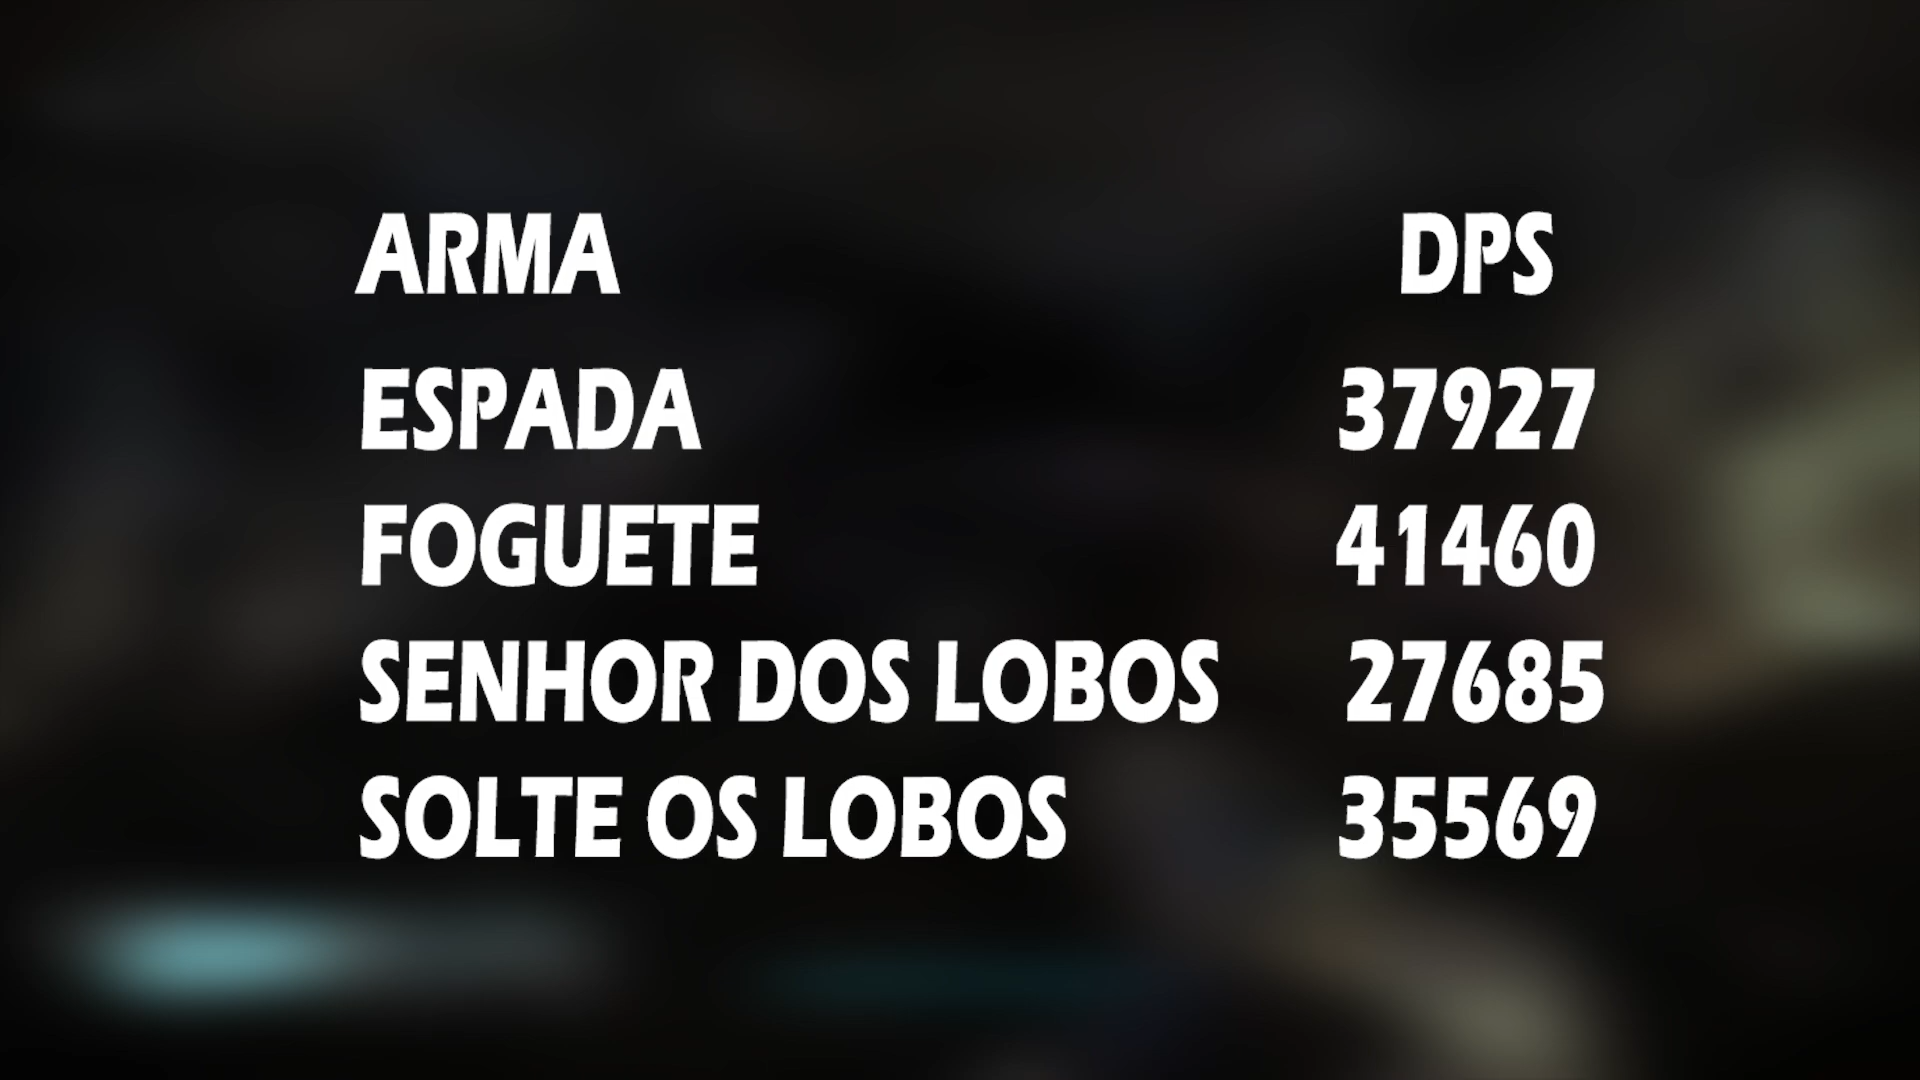 ARMA DPS
ESPADA 37927
FOGUETE 41460
SENHOR DOS LOBOS 27685
SOLTE OS LOBOS 35569